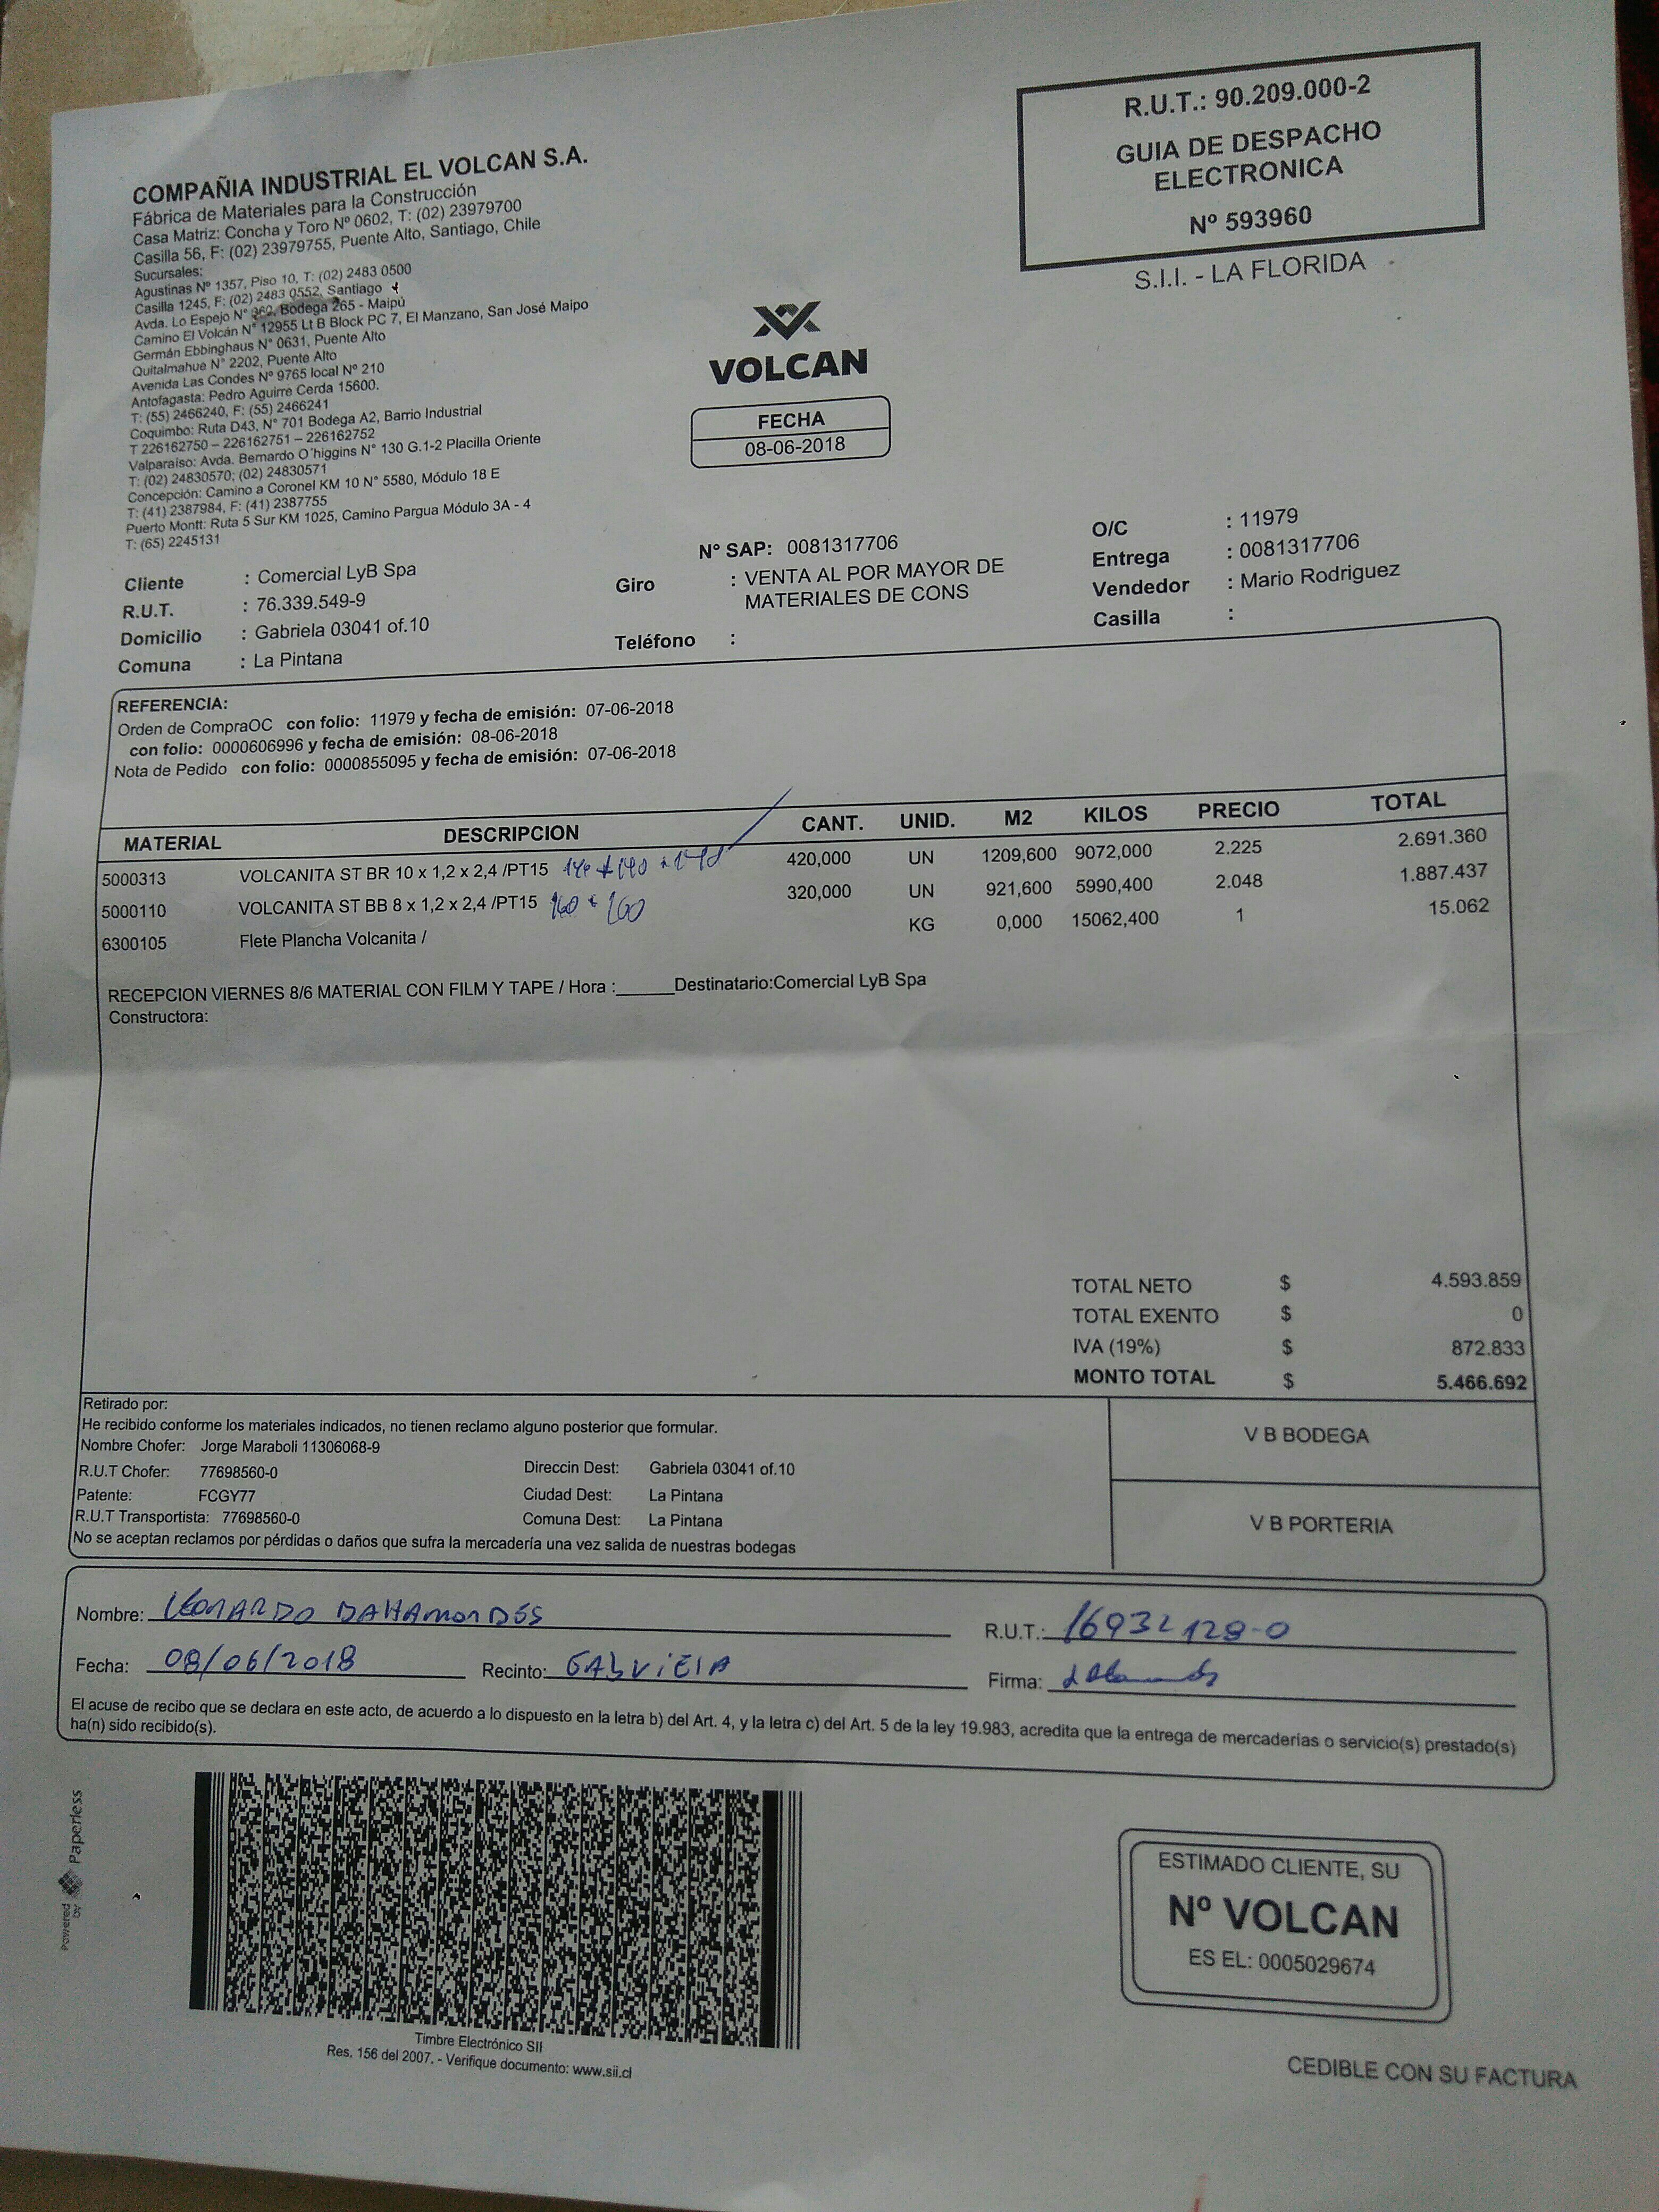 R.U.T.: 90.209.000-2
GUIA DE DESPACHO
ELECTRONICA
Nº 593960
S.I.I. - LA FLORIDA
COMPAÑIA INDUSTRIAL EL VOLCAN S.A.
Fábrica de Materiales para la Construcción
Casa Matriz: Concha y Toro Nº 0602, T: (02) 23979700
Casilla 56, F: (02) 23979755, Puente Alto, Santiago, Chile
Sucursales:
Agustinas Nº 1357, Piso 10, T: (02) 2483 0500
Casilla 1245, F: (02) 2483 0552, Santiago
Avda. Lo Espejo N° 860, Bodega 265 - Maipú
Camino El Volcán N° 12955 Lt B Block PC 7, El Manzano, San José Maipo
Germán Ebbinghaus N° 0631, Puente Alto
Quitalmahue N° 2202, Puente Alto
Avenida Las Condes Nº 9765 local Nº 210
Antofagasta: Pedro Aguirre Cerda 15600.
T: (55) 2466240, F: (55) 2466241
Coquimbo: Ruta D43, N° 701 Bodega A2, Barrio Industrial
T 226162750 – 226162751 – 226162752
Valparaiso: Avda. Bernardo O´higgins N° 130 G.1-2 Placilla Oriente
T: (02) 24830570; (02) 24830571
Concepción: Camino a Coronel KM 10 N° 5580, Módulo 18 E
T: (41) 2387984, F: (41) 2387755
Puerto Montt: Ruta 5 Sur KM 1025, Camino Pargua Módulo 3A - 4
T: (65) 2245131
VOLCAN
FECHA
08-06-2018
Cliente : Comercial LyB Spa
R.U.T. : 76.339.549-9
Domicilio : Gabriela 03041 of.10
Comuna : La Pintana
N° SAP: 0081317706
Giro : VENTA AL POR MAYOR DE
MATERIALES DE CONS
Teléfono :
O/C : 11979
Entrega : 0081317706
Vendedor : Mario Rodriguez
Casilla :
REFERENCIA:
Orden de CompraOC con folio: 11979 y fecha de emisión: 07-06-2018
con folio: 0000606996 y fecha de emisión: 08-06-2018
Nota de Pedido con folio: 0000855095 y fecha de emisión: 07-06-2018
MATERIAL DESCRIPCION CANT. UNID. M2 KILOS PRECIO TOTAL
5000313 VOLCANITA ST BR 10 x 1,2 x 2,4 /PT15 140 + 140 + 140 420,000 UN 1209,600 9072,000 2.225 2.691.360
5000110 VOLCANITA ST BB 8 x 1,2 x 2,4 /PT15 160 + 160 320,000 UN 921,600 5990,400 2.048 1.887.437
6300105 Flete Plancha Volcanita / KG 0,000 15062,400 1 15.062
RECEPCION VIERNES 8/6 MATERIAL CON FILM Y TAPE / Hora :______Destinatario:Comercial LyB Spa
Constructora:
TOTAL NETO $ 4.593.859
TOTAL EXENTO $ 0
IVA (19%) $ 872.833
MONTO TOTAL $ 5.466.692
Retirado por:
He recibido conforme los materiales indicados, no tienen reclamo alguno posterior que formular.
Nombre Chofer: Jorge Maraboli 11306068-9
R.U.T Chofer: 77698560-0 Direccin Dest: Gabriela 03041 of.10
Patente: FCGY77 Ciudad Dest: La Pintana
R.U.T Transportista: 77698560-0 Comuna Dest: La Pintana
No se aceptan reclamos por pérdidas o daños que sufra la mercadería una vez salida de nuestras bodegas
V B BODEGA
V B PORTERIA
Nombre: LEONARDO BAHAMONDES R.U.T.: 16932128-0
Fecha: 08/06/2018 Recinto: GABRIELA Firma:
El acuse de recibo que se declara en este acto, de acuerdo a lo dispuesto en la letra b) del Art. 4, y la letra c) del Art. 5 de la ley 19.983, acredita que la entrega de mercaderías o servicio(s) prestado(s)
ha(n) sido recibido(s).
Powered by Paperless
Timbre Electrónico SII
Res. 156 del 2007. - Verifique documento: www.sii.cl
ESTIMADO CLIENTE, SU
Nº VOLCAN
ES EL: 0005029674
CEDIBLE CON SU FACTURA